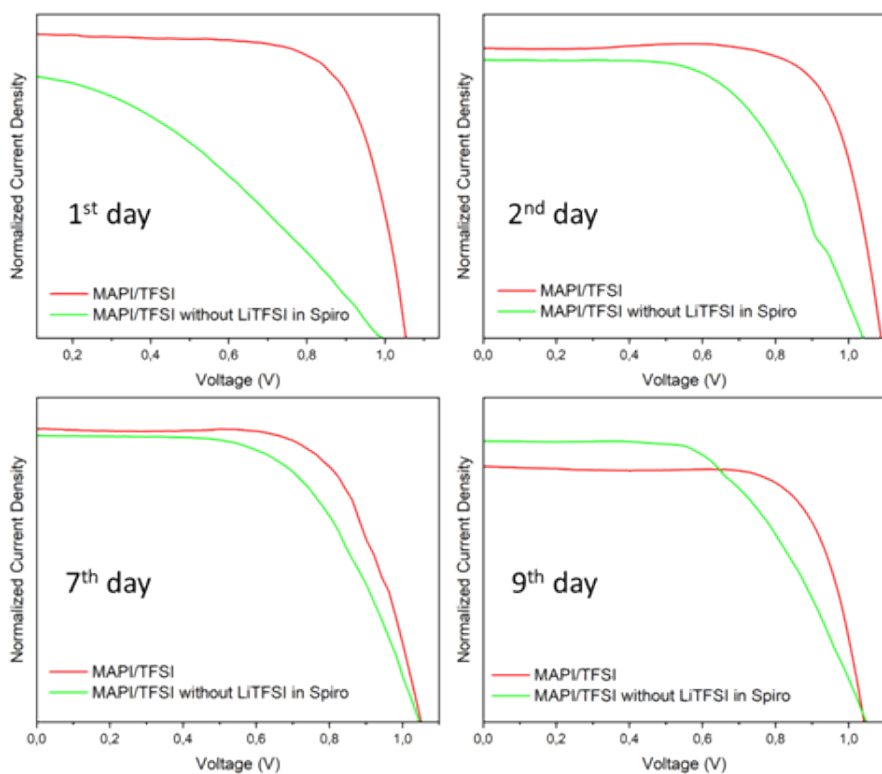 Normalized Current Density
1st day
MAPI/TFSI
MAPI/TFSI without LiTFSI in Spiro
0,2 0,4 0,6 0,8 1,0
Voltage (V)
Normalized Current Density
2nd day
MAPI/TFSI
MAPI/TFSI without LiTFSI in Spiro
0,0 0,2 0,4 0,6 0,8 1,0
Voltage (V)
Normalized Current Density
7th day
MAPI/TFSI
MAPI/TFSI without LiTFSI in Spiro
0,0 0,2 0,4 0,6 0,8 1,0
Voltage (V)
Normalized Current Density
9th day
MAPI/TFSI
MAPI/TFSI without LiTFSI in Spiro
0,0 0,2 0,4 0,6 0,8 1,0
Voltage (V)